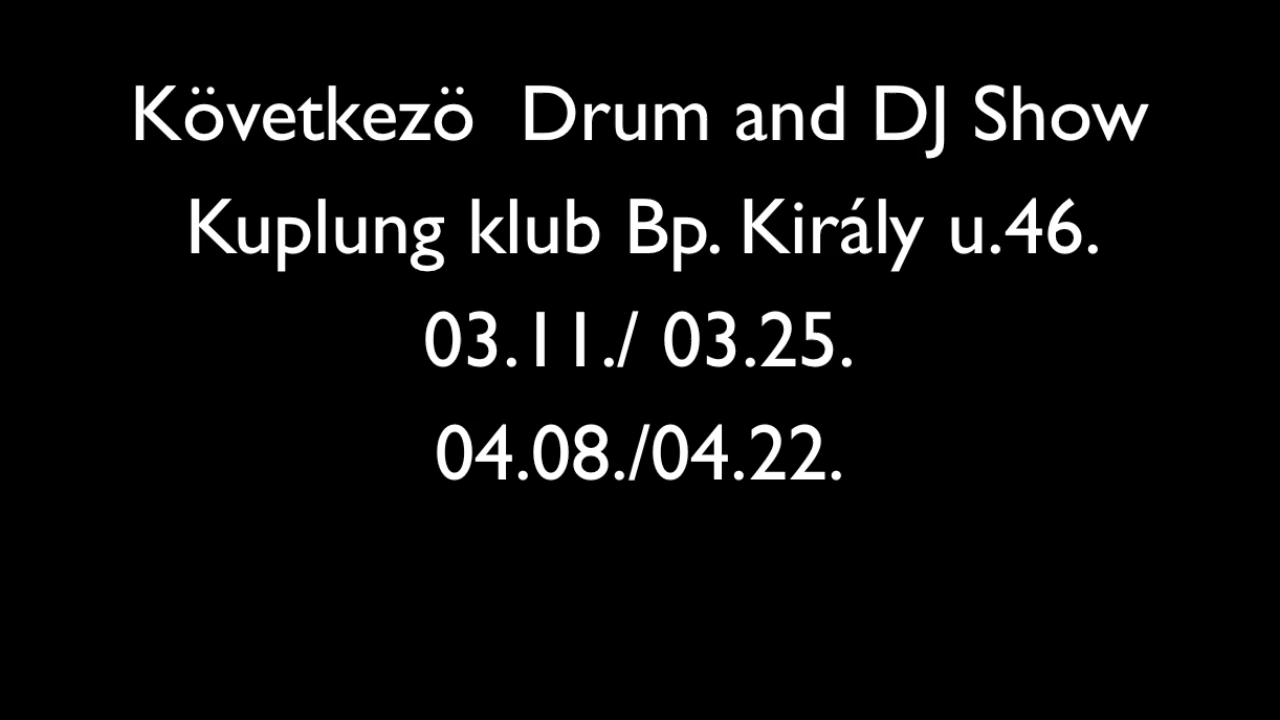 Következö Drum and DJ Show
Kuplung klub Bp. Király u.46.
03.11./ 03.25.
04.08./04.22.